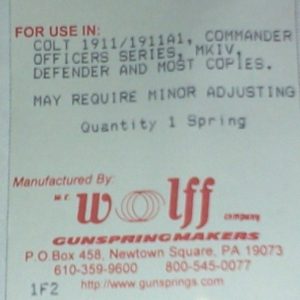 FOR USE IN:
COLT 1911/1911A1, COMMANDER
OFFICERS SERIES, MKIV,
DEFENDER AND MOST COPIES.
MAY REQUIRE MINOR ADJUSTING
Quantity 1 Spring
Manufactured By:
W.C.
wolff
company
GUNSPRINGMAKERS
P.O.Box 458, Newtown Square, PA 19073
610-359-9600 800-545-0077
1F2 http://www.gunsprings.com